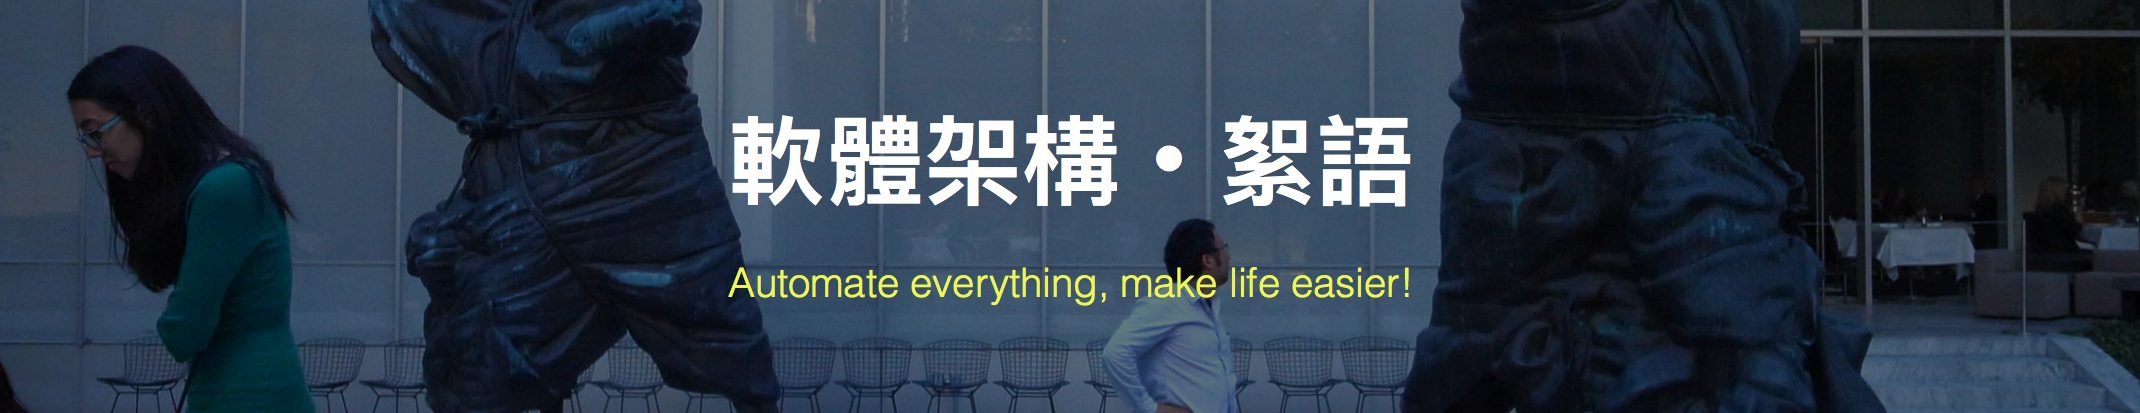 軟體架構・絮語
Automate everything, make life easier!